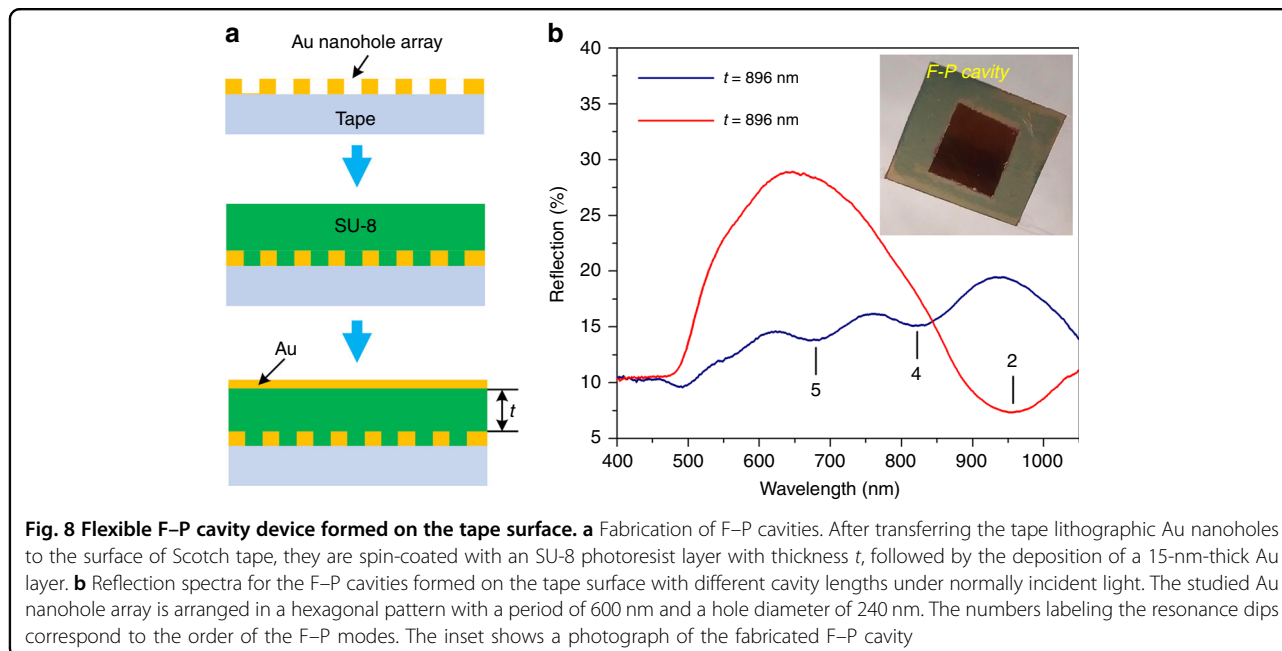 a
Au nanohole array
Tape
SU-8
Au
t
b
40
35
30
25
20
15
10
5
Reflection (%)
t = 896 nm
t = 896 nm
F-P cavity
5
4
2
400 500 600 700 800 900 1000
Wavelength (nm)
Fig. 8 Flexible F–P cavity device formed on the tape surface. a Fabrication of F–P cavities. After transferring the tape lithographic Au nanoholes
to the surface of Scotch tape, they are spin-coated with an SU-8 photoresist layer with thickness t, followed by the deposition of a 15-nm-thick Au
layer. b Reflection spectra for the F–P cavities formed on the tape surface with different cavity lengths under normally incident light. The studied Au
nanohole array is arranged in a hexagonal pattern with a period of 600 nm and a hole diameter of 240 nm. The numbers labeling the resonance dips
correspond to the order of the F–P modes. The inset shows a photograph of the fabricated F–P cavity